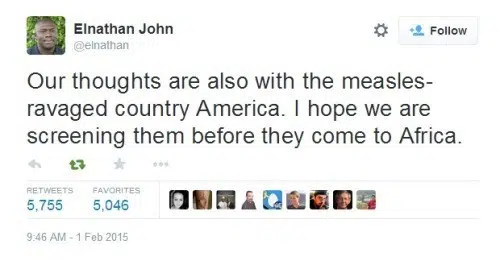 Elnathan John
@elnathan
Follow
Our thoughts are also with the measles-
ravaged country America. I hope we are
screening them before they come to Africa.
RETWEETS FAVORITES
5,755 5,046
9:46 AM - 1 Feb 2015